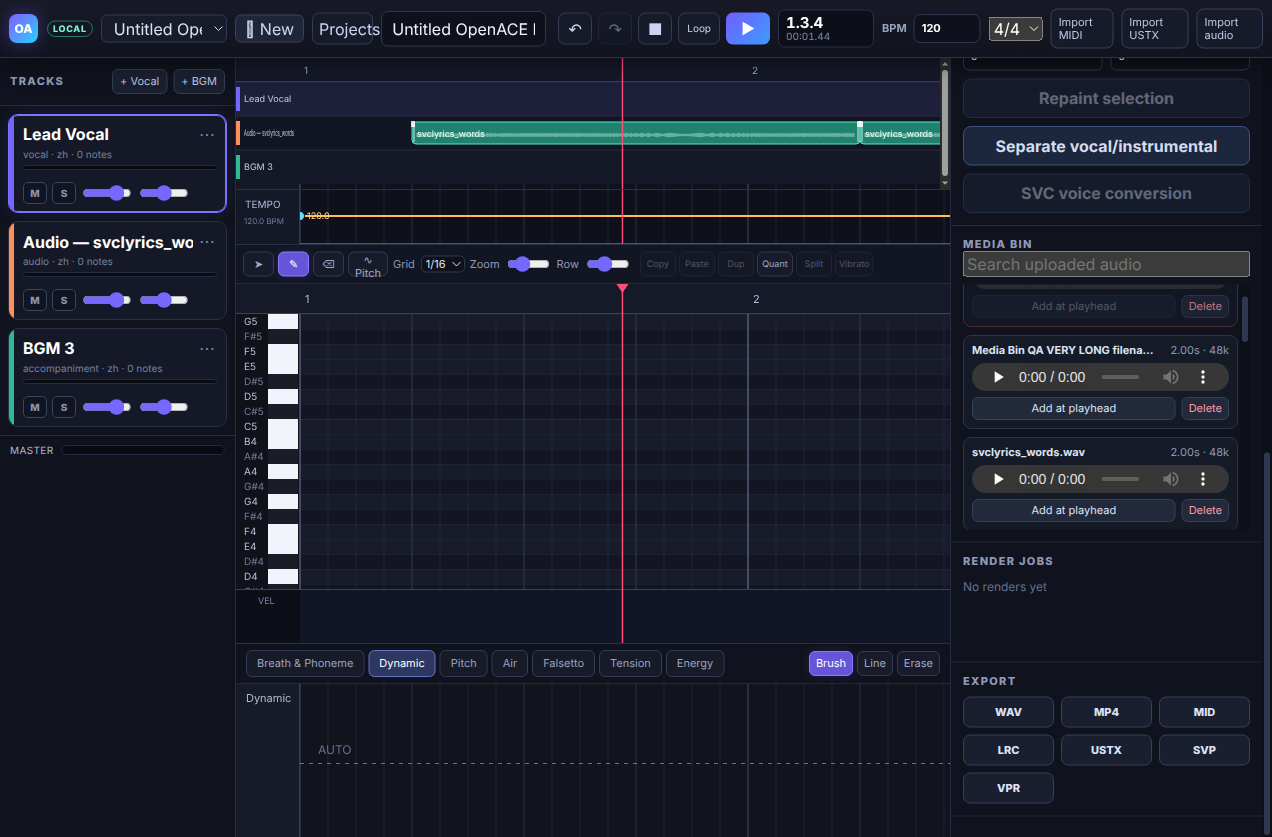 OA
LOCAL
Untitled Ope
New
Projects
Untitled OpenACE
Loop
1.3.4
00:01.44
BPM
120
4/4
Import MIDI
Import USTX
Import audio
TRACKS
+ Vocal
+ BGM
Lead Vocal
vocal · zh · 0 notes
M
S
Audio — svclyrics_wo
audio · zh · 0 notes
M
S
BGM 3
accompaniment · zh · 0 notes
M
S
MASTER
1
2
Lead Vocal
Audio — svclyrics_words
svclyrics_words
svclyrics_words
BGM 3
TEMPO
120.0 BPM
120.0
Pitch
Grid
1/16
Zoom
Row
Copy
Paste
Dup
Quant
Split
Vibrato
1
2
G5
F#5
F5
E5
D#5
D5
C#5
C5
B4
A#4
A4
G#4
G4
F#4
F4
E4
D#4
D4
VEL
Breath & Phoneme
Dynamic
Pitch
Air
Falsetto
Tension
Energy
Brush
Line
Erase
Dynamic
AUTO
Repaint selection
Separate vocal/instrumental
SVC voice conversion
MEDIA BIN
Search uploaded audio
Add at playhead
Delete
Media Bin QA VERY LONG filena...
2.00s · 48k
0:00 / 0:00
Add at playhead
Delete
svclyrics_words.wav
2.00s · 48k
0:00 / 0:00
Add at playhead
Delete
RENDER JOBS
No renders yet
EXPORT
WAV
MP4
MID
LRC
USTX
SVP
VPR